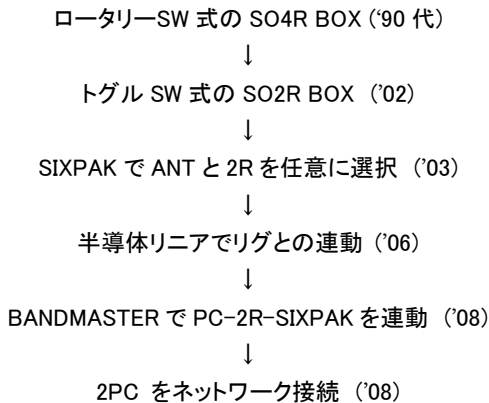 ロータリーSW 式の SO4R BOX (‘90 代)
↓
トグル SW 式の SO2R BOX （’02)
↓
SIXPAK で ANT と 2R を任意に選択 （’03)
↓
半導体リニアでリグとの連動 （’06)
↓
BANDMASTER で PC-2R-SIXPAK を連動 （’08)
↓
2PC をネットワーク接続 （’08)